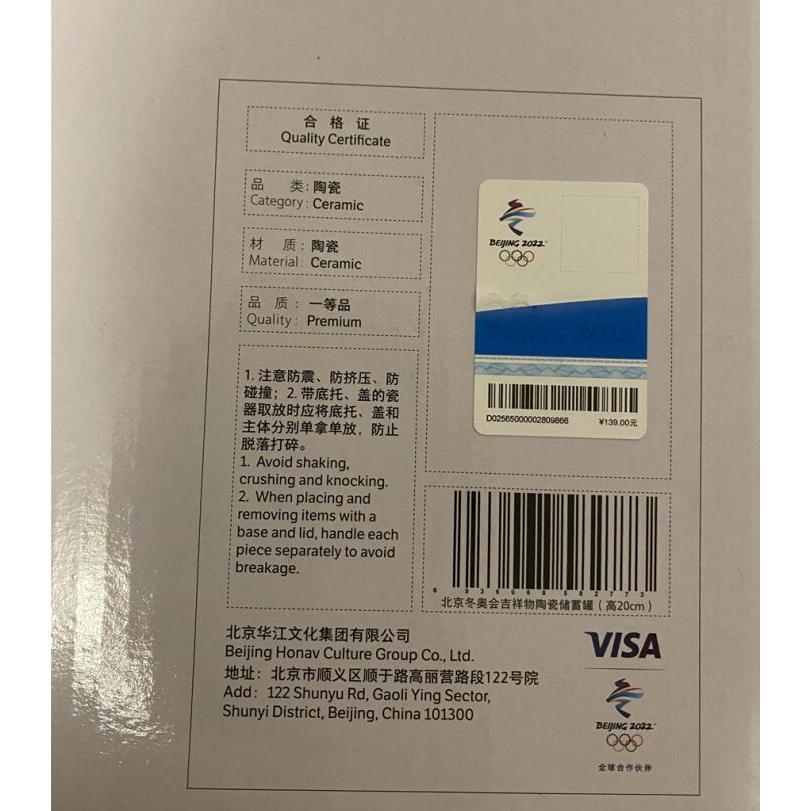 合格证
Quality Certificate
品 类：陶瓷
Category: Ceramic
材 质：陶瓷
Material: Ceramic
品 质：一等品
Quality: Premium
1. 注意防震、防挤压、防
碰撞；2. 带底托、盖的瓷
器取放时应将底托、盖和
主体分别单拿单放，防止
脱落打碎。
1. Avoid shaking,
crushing and knocking.
2. When placing and
removing items with a
base and lid, handle each
piece separately to avoid
breakage.
BEIJING 2022
BEIJING 2022
D02565000002809866 ¥139.00元
北京冬奥会吉祥物陶瓷储蓄罐（高20cm）
北京华江文化集团有限公司
Beijing Honav Culture Group Co., Ltd.
地址：北京市顺义区顺于路高丽营路段122号院
Add: 122 Shunyu Rd, Gaoli Ying Sector,
Shunyi District, Beijing, China 101300
VISA
BEIJING 2022
全球合作伙伴